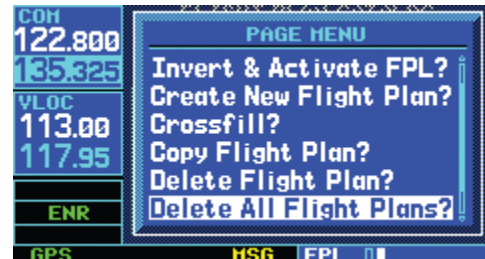 COM
122.800
135.325
VLOC
113.00
117.95
ENR
PAGE MENU
Invert & Activate FPL?
Create New Flight Plan?
Crossfill?
Copy Flight Plan?
Delete Flight Plan?
Delete All Flight Plans?
GPS MSG FPL